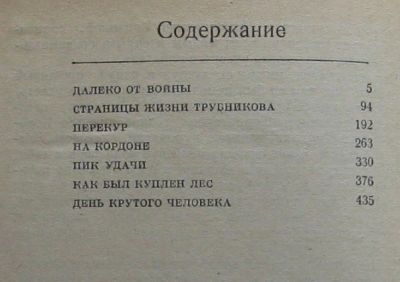 Содержание
ДАЛЕКО ОТ ВОЙНЫ 5
СТРАНИЦЫ ЖИЗНИ ТРУБНИКОВА 94
ПЕРЕКУР 192
НА КОРДОНЕ 263
ПИК УДАЧИ 330
КАК БЫЛ КУПЛЕН ЛЕС 376
ДЕНЬ КРУТОГО ЧЕЛОВЕКА 435